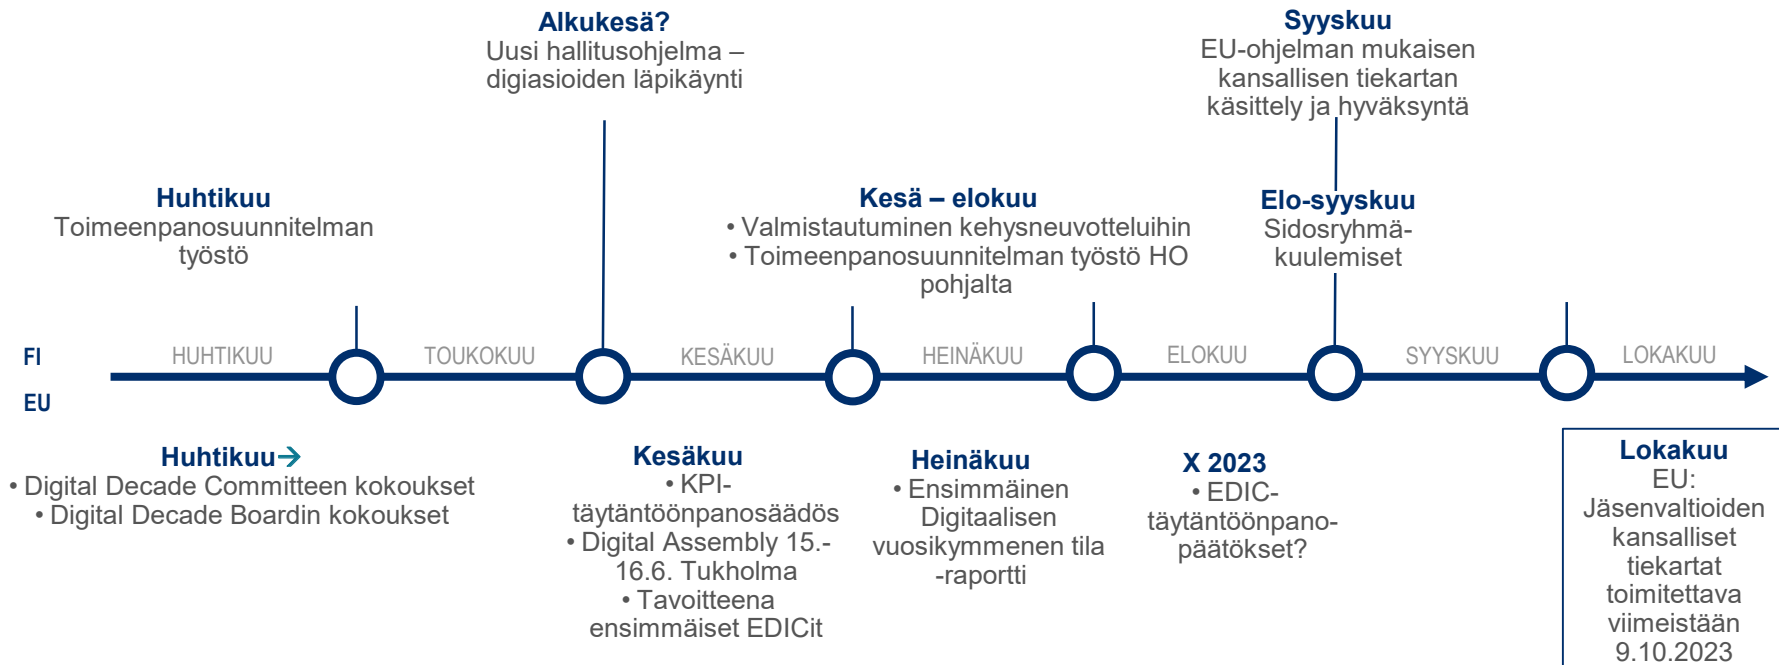 Alkukesä?
Uusi hallitusohjelma –
digiasioiden läpikäynti
Syyskuu
EU-ohjelman mukaisen
kansallisen tiekartan
käsittely ja hyväksyntä
Huhtikuu
Toimeenpanosuunnitelman
työstö
Kesä – elokuu
• Valmistautuminen kehysneuvotteluihin
• Toimeenpanosuunnitelman työstö HO
pohjalta
Elo-syyskuu
Sidosryhmä-
kuulemiset
FI
HUHTIKUU
TOUKOKUU
KESÄKUU
HEINÄKUU
ELOKUU
SYYSKUU
LOKAKUU
EU
Huhtikuu→
• Digital Decade Committeen kokoukset
• Digital Decade Boardin kokoukset
Kesäkuu
• KPI-
täytäntöönpanosäädös
• Digital Assembly 15.-
16.6. Tukholma
• Tavoitteena
ensimmäiset EDICit
Heinäkuu
• Ensimmäinen
Digitaalisen
vuosikymmenen tila
-raportti
X 2023
• EDIC-
täytäntöönpano-
päätökset?
Lokakuu
EU:
Jäsenvaltioiden
kansalliset
tiekartat
toimitettava
viimeistään
9.10.2023